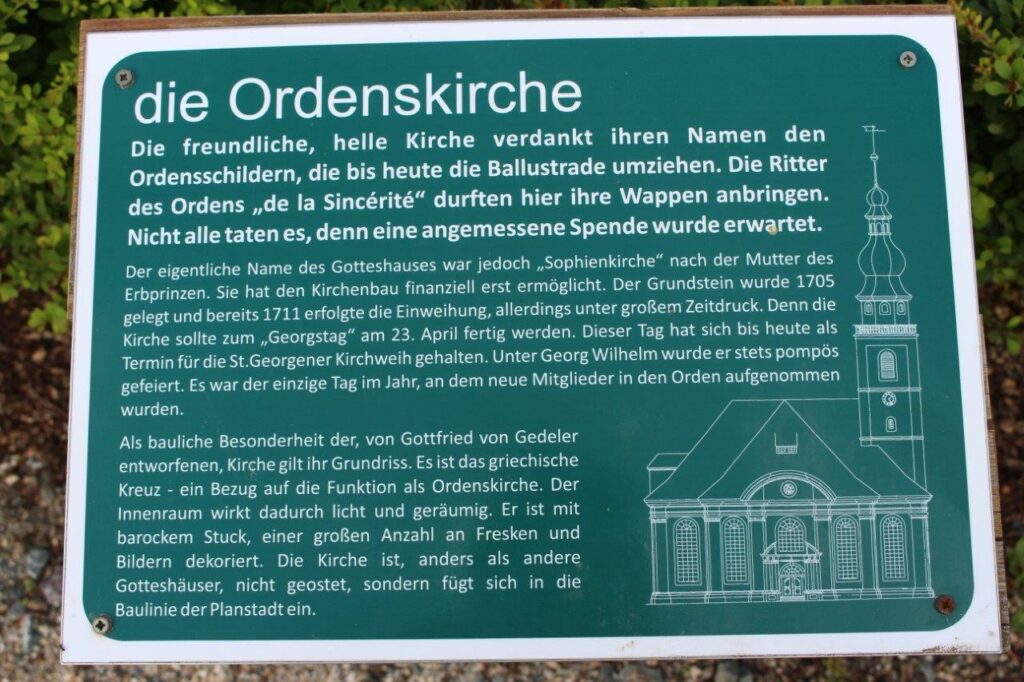 die Ordenskirche
Die freundliche, helle Kirche verdankt ihren Namen den
Ordensschildern, die bis heute die Ballustrade umziehen. Die Ritter
des Ordens „de la Sincérité“ durften hier ihre Wappen anbringen.
Nicht alle taten es, denn eine angemessene Spende wurde erwartet.
Der eigentliche Name des Gotteshauses war jedoch „Sophienkirche“ nach der Mutter des
Erbprinzen. Sie hat den Kirchenbau finanziell erst ermöglicht. Der Grundstein wurde 1705
gelegt und bereits 1711 erfolgte die Einweihung, allerdings unter großem Zeitdruck. Denn die
Kirche sollte zum „Georgstag“ am 23. April fertig werden. Dieser Tag hat sich bis heute als
Termin für die St.Georgener Kirchweih gehalten. Unter Georg Wilhelm wurde er stets pompös
gefeiert. Es war der einzige Tag im Jahr, an dem neue Mitglieder in den Orden aufgenommen
wurden.
Als bauliche Besonderheit der, von Gottfried von Gedeler
entworfenen, Kirche gilt ihr Grundriss. Es ist das griechische
Kreuz - ein Bezug auf die Funktion als Ordenskirche. Der
Innenraum wirkt dadurch licht und geräumig. Er ist mit
barockem Stuck, einer großen Anzahl an Fresken und
Bildern dekoriert. Die Kirche ist, anders als andere
Gotteshäuser, nicht geostet, sondern fügt sich in die
Baulinie der Planstadt ein.